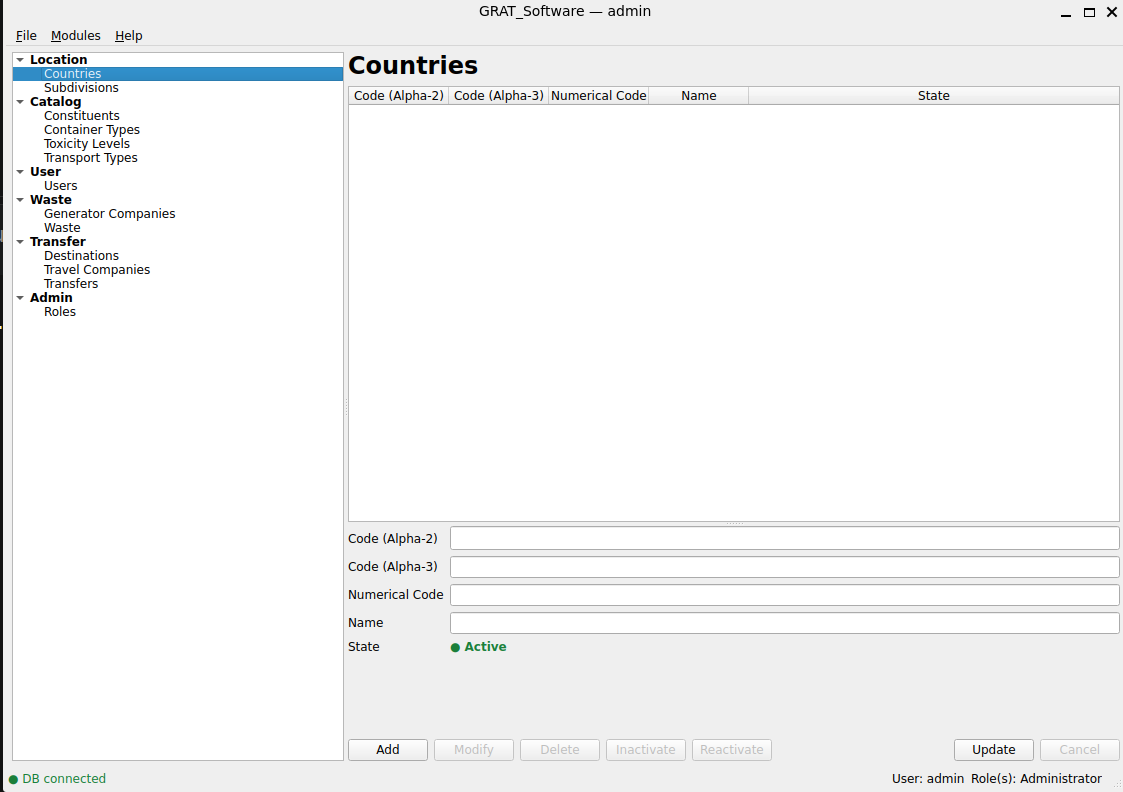 GRAT_Software — admin
File Modules Help
Location
Countries
Subdivisions
Catalog
Constituents
Container Types
Toxicity Levels
Transport Types
User
Users
Waste
Generator Companies
Waste
Transfer
Destinations
Travel Companies
Transfers
Admin
Roles
Countries
Code (Alpha-2) Code (Alpha-3) Numerical Code Name State
Code (Alpha-2)
Code (Alpha-3)
Numerical Code
Name
State ● Active
Add Modify Delete Inactivate Reactivate Update Cancel
● DB connected User: admin Role(s): Administrator